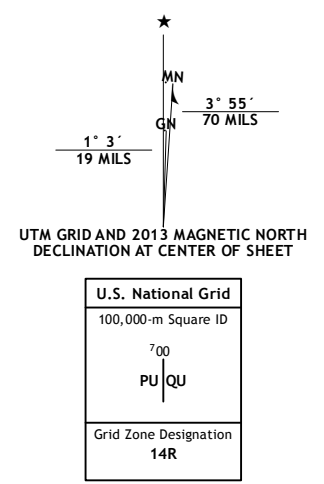 ★
MN
3° 55´
70 MILS
GN
1° 3´
19 MILS
UTM GRID AND 2013 MAGNETIC NORTH
DECLINATION AT CENTER OF SHEET
U.S. National Grid
100,000-m Square ID
⁷00
PU QU
Grid Zone Designation
14R